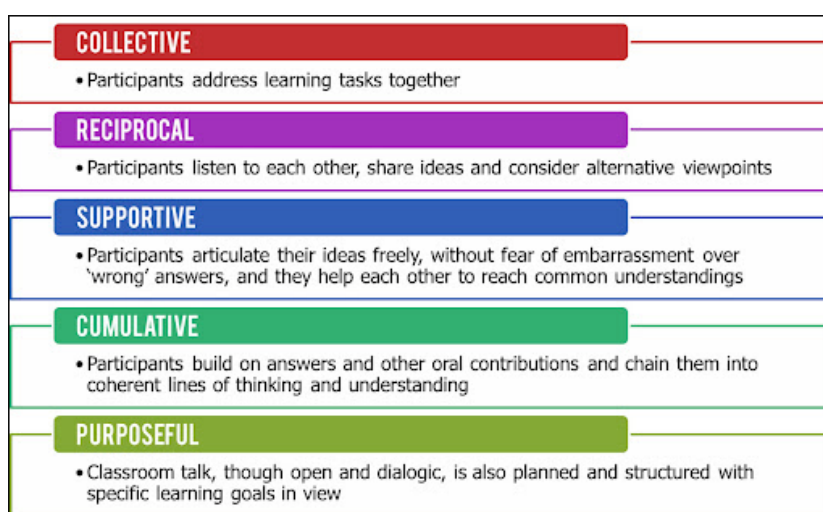 COLLECTIVE
• Participants address learning tasks together
RECIPROCAL
• Participants listen to each other, share ideas and consider alternative viewpoints
SUPPORTIVE
• Participants articulate their ideas freely, without fear of embarrassment over
‘wrong’ answers, and they help each other to reach common understandings
CUMULATIVE
• Participants build on answers and other oral contributions and chain them into
coherent lines of thinking and understanding
PURPOSEFUL
• Classroom talk, though open and dialogic, is also planned and structured with
specific learning goals in view